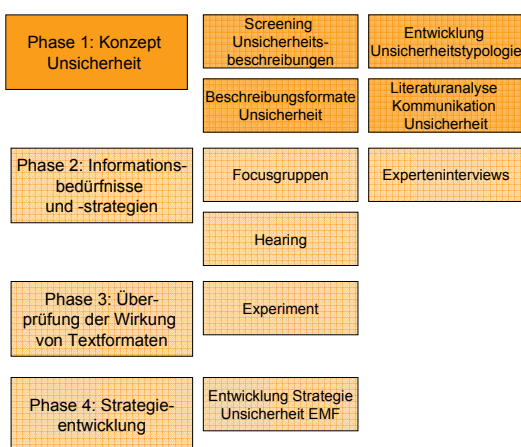 Phase 1: Konzept
Unsicherheit
Screening
Unsicherheits-
beschreibungen
Entwicklung
Unsicherheitstypologie
Beschreibungsformate
Unsicherheit
Literaturanalyse
Kommunikation
Unsicherheit
Phase 2: Informations-
bedürfnisse
und -strategien
Focusgruppen
Experteninterviews
Hearing
Phase 3: Über-
prüfung der Wirkung
von Textformaten
Experiment
Phase 4: Strategie-
entwicklung
Entwicklung Strategie
Unsicherheit EMF